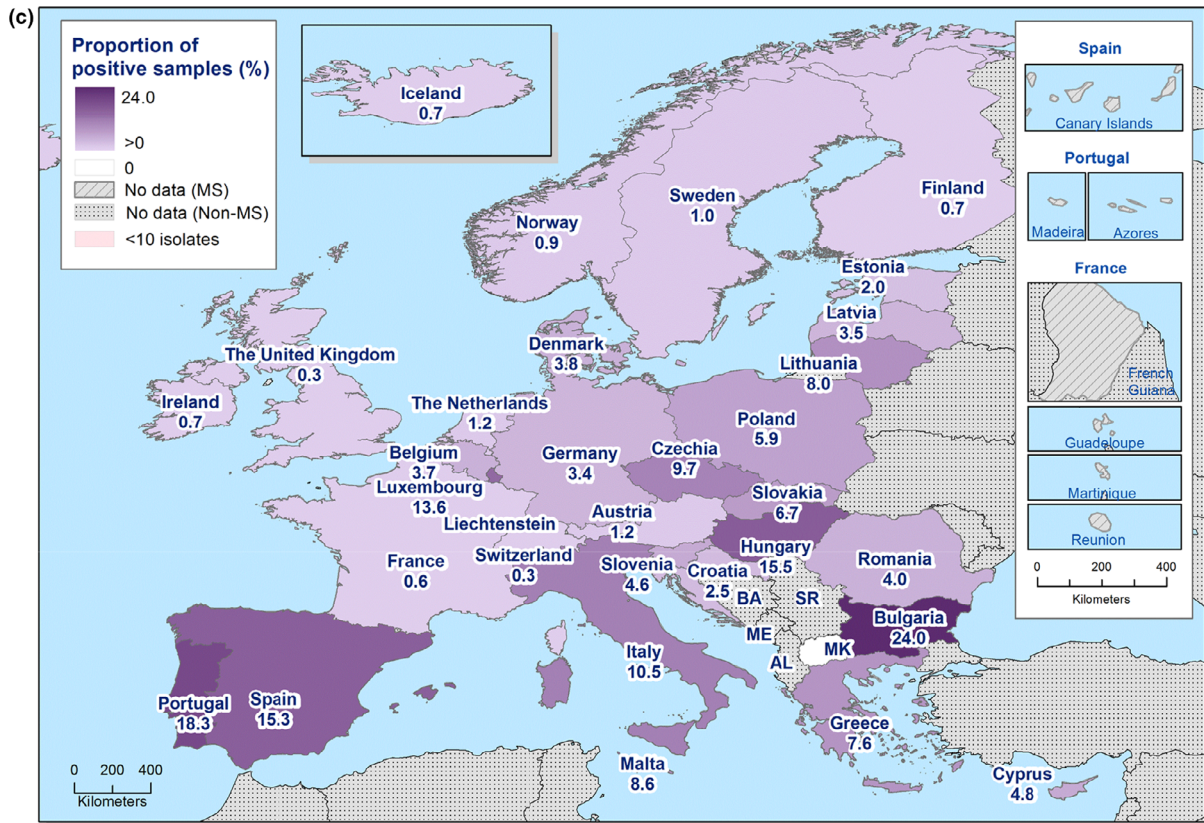 (c)
Proportion of
positive samples (%)
24.0
>0
0
No data (MS)
No data (Non-MS)
<10 isolates
Iceland
0.7
Norway
0.9
Sweden
1.0
Finland
0.7
Estonia
2.0
Latvia
3.5
Lithuania
8.0
Denmark
3.8
The United Kingdom
0.3
Ireland
0.7
The Netherlands
1.2
Belgium
3.7
Luxembourg
13.6
Germany
3.4
Poland
5.9
Czechia
9.7
Slovakia
6.7
Liechtenstein
Austria
1.2
Hungary
15.5
Romania
4.0
France
0.6
Switzerland
0.3
Slovenia
4.6
Croatia
2.5
BA
SR
ME
AL
MK
Bulgaria
24.0
Italy
10.5
Portugal
18.3
Spain
15.3
Greece
7.6
Malta
8.6
Cyprus
4.8
0 200 400
Kilometers
Spain
Canary Islands
Portugal
Madeira
Azores
France
French
Guiana
Guadeloupe
Martinique
Reunion
0 200 400
Kilometers